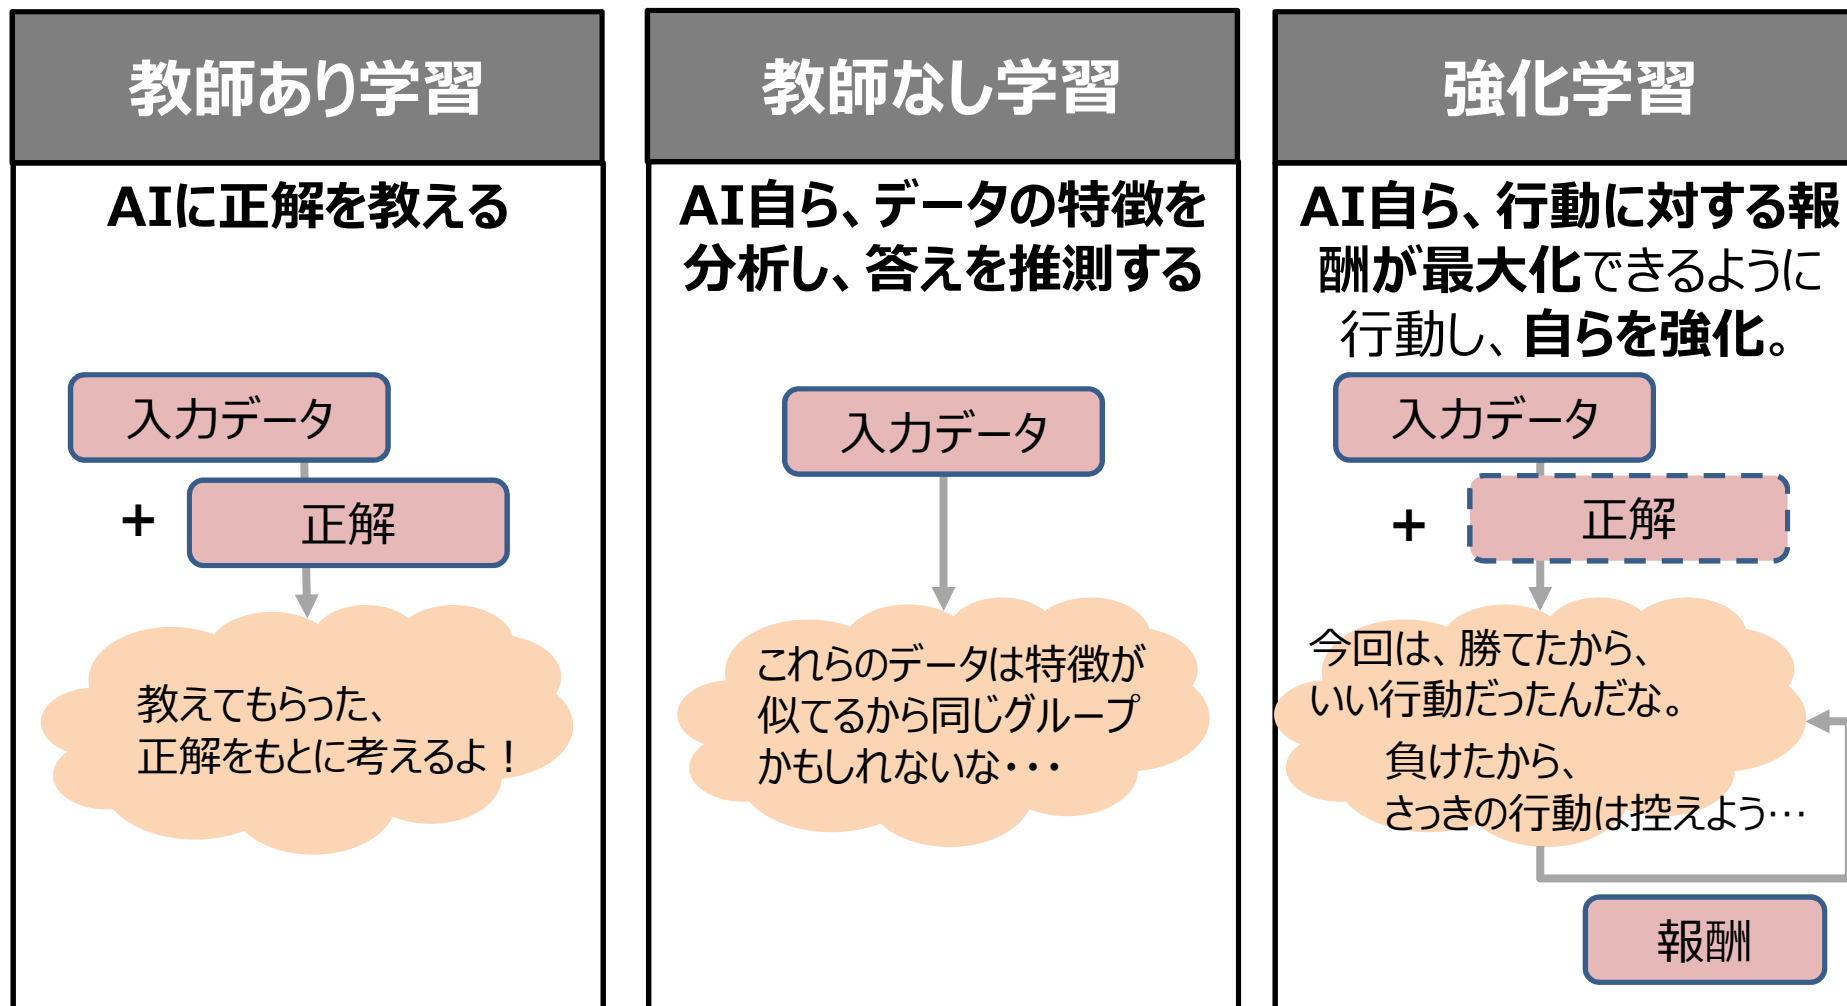 教師あり学習
AIに正解を教える
入力データ
+
正解
教えてもらった、
正解をもとに考えるよ！
教師なし学習
AI自ら、データの特徴を
分析し、答えを推測する
入力データ
これらのデータは特徴が
似てるから同じグループ
かもしれないな・・・
強化学習
AI自ら、行動に対する報
酬が最大化できるように
行動し、自らを強化。
入力データ
+
正解
今回は、勝てたから、
いい行動だったんだな。
負けたから、
さっきの行動は控えよう…
報酬